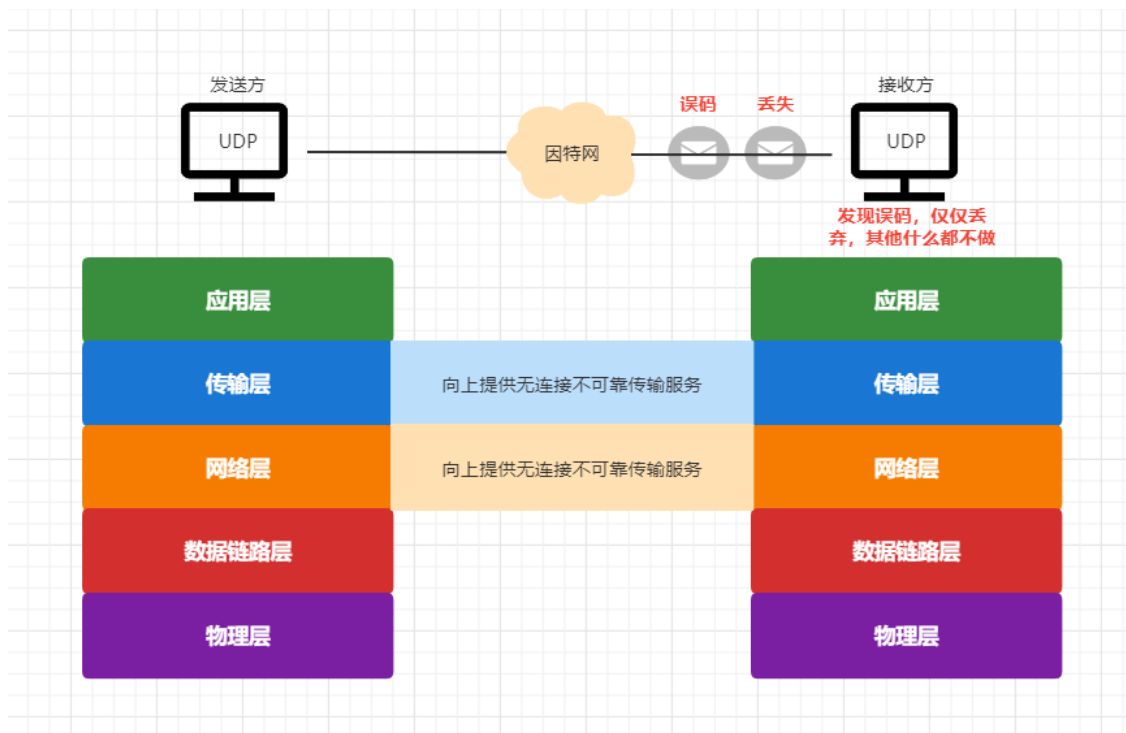 发送方
接收方
误码
丢失
UDP
因特网
UDP
发现误码，仅仅丢
弃，其他什么都不做
应用层
应用层
传输层
向上提供无连接不可靠传输服务
传输层
网络层
向上提供无连接不可靠传输服务
网络层
数据链路层
数据链路层
物理层
物理层